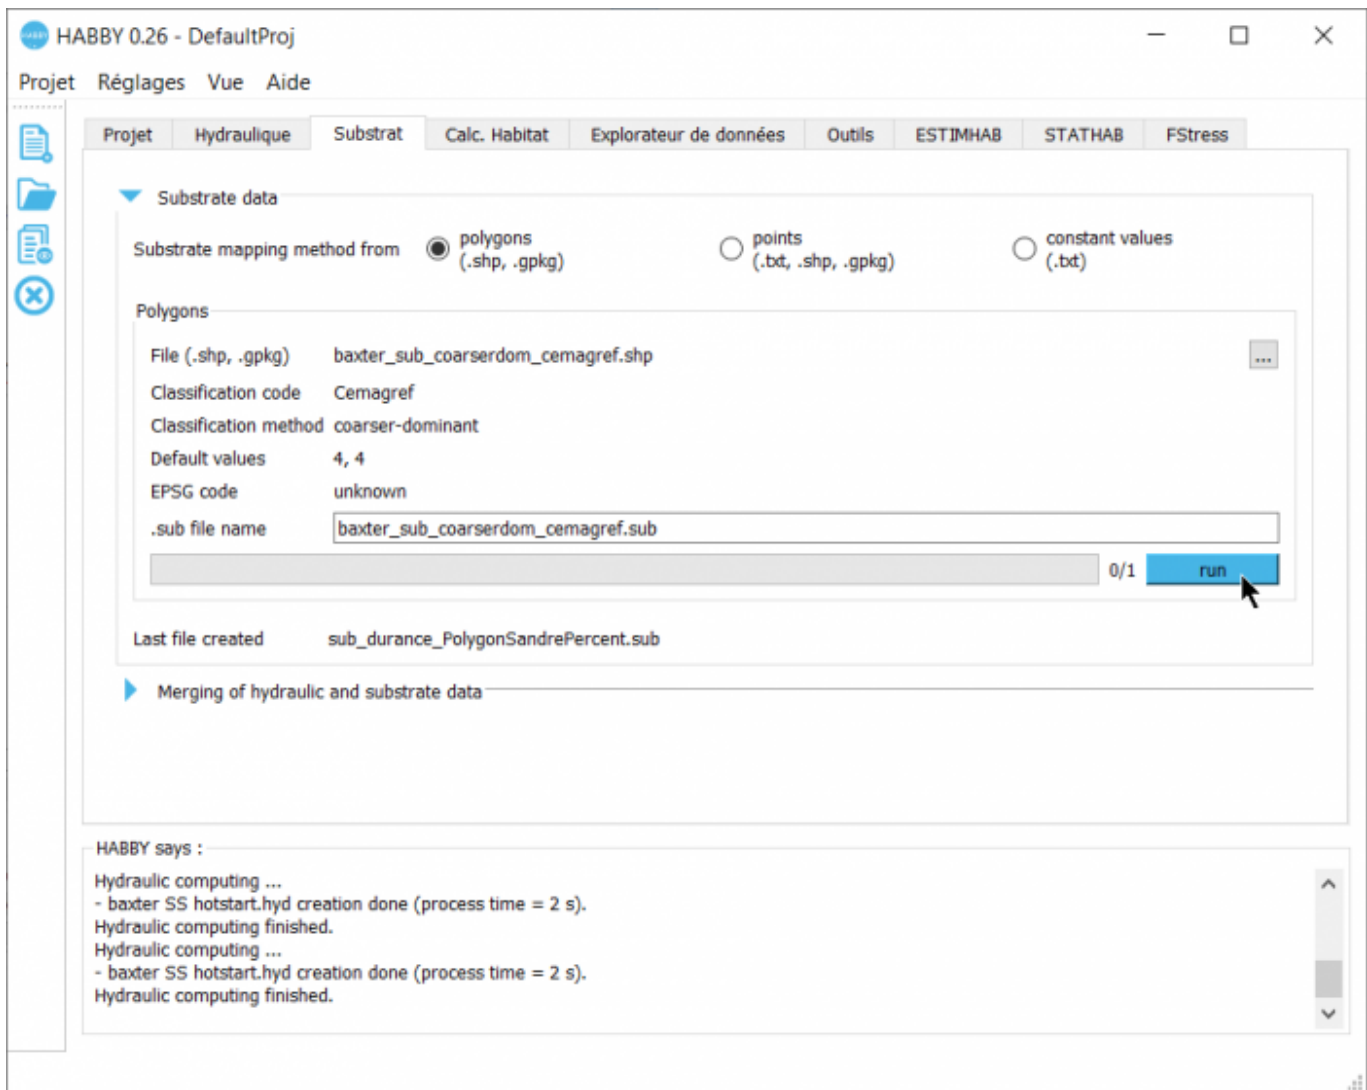 HABBY 0.26 - DefaultProj
Projet Réglages Vue Aide
Projet Hydraulique Substrat Calc. Habitat Explorateur de données Outils ESTIMHAB STATHAB FStress
Substrate data
Substrate mapping method from
polygons
(.shp, .gpkg)
points
(.txt, .shp, .gpkg)
constant values
(.txt)
Polygons
File (.shp, .gpkg) baxter_sub_coarserdom_cemagref.shp ...
Classification code Cemagref
Classification method coarser-dominant
Default values 4, 4
EPSG code unknown
.sub file name baxter_sub_coarserdom_cemagref.sub
0/1 run
Last file created sub_durance_PolygonSandrePercent.sub
Merging of hydraulic and substrate data
HABBY says :
Hydraulic computing ...
- baxter SS hotstart.hyd creation done (process time = 2 s).
Hydraulic computing finished.
Hydraulic computing ...
- baxter SS hotstart.hyd creation done (process time = 2 s).
Hydraulic computing finished.